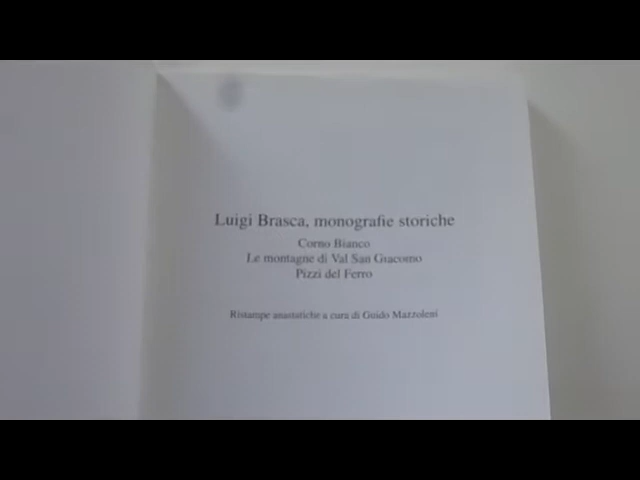 Luigi Brasca, monografie storiche
Corno Bianco
Le montagne di Val San Giacomo
Pizzi del Ferro
Ristampe anastatiche a cura di Guido Mazzoleni